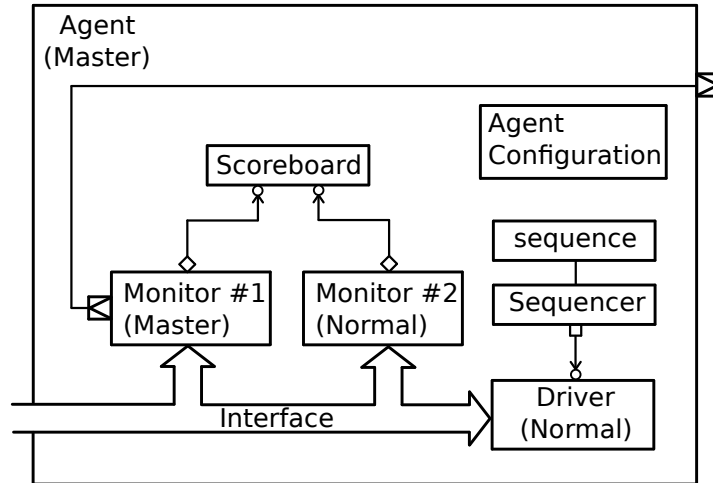 Agent
(Master)
Agent
Configuration
Scoreboard
sequence
Monitor #1
(Master)
Monitor #2
(Normal)
Sequencer
Driver
(Normal)
Interface